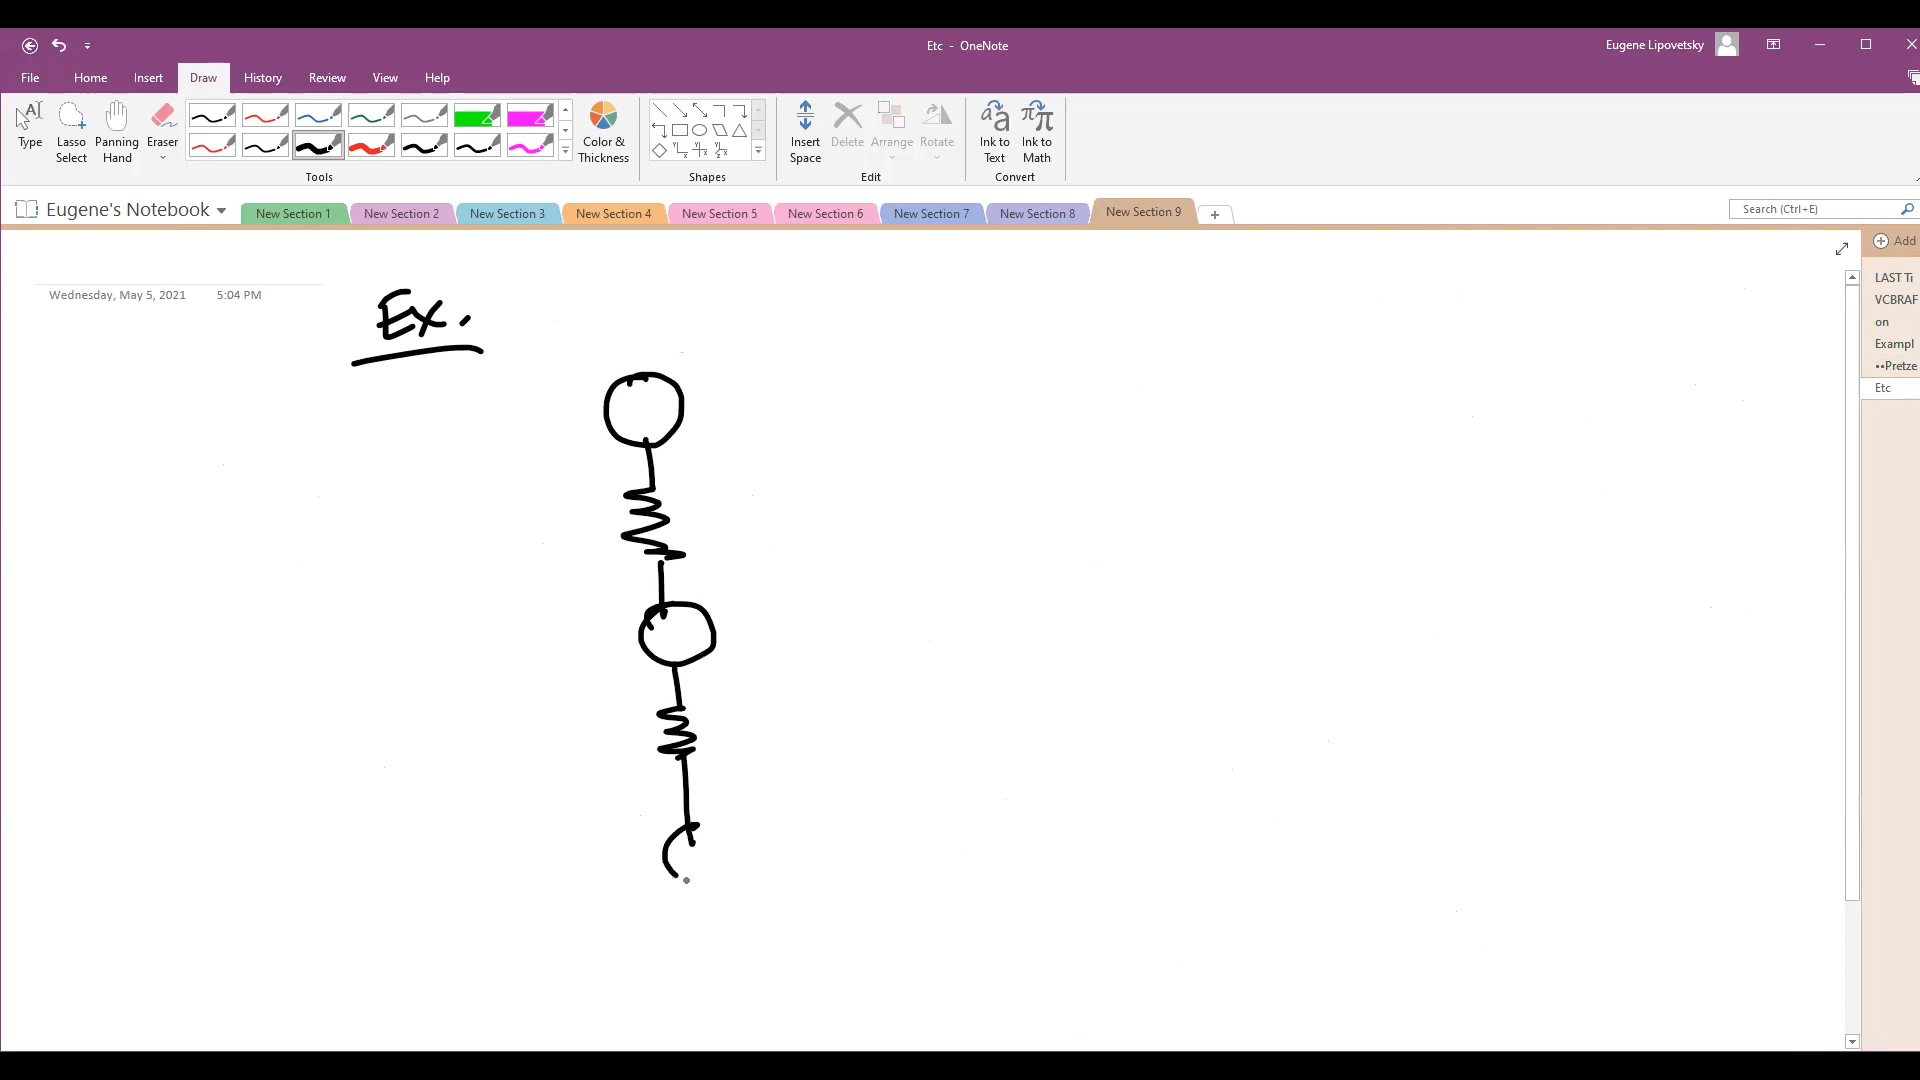 Etc - OneNote
Eugene Lipovetsky
File Home Insert Draw History Review View Help
Type
Lasso Select
Panning Hand
Eraser
Color & Thickness
Insert Space
Delete
Arrange
Rotate
Ink to Text
Ink to Math
Tools
Shapes
Edit
Convert
Eugene's Notebook
New Section 1
New Section 2
New Section 3
New Section 4
New Section 5
New Section 6
New Section 7
New Section 8
New Section 9
Search (Ctrl+E)
Add
LAST Ti
VCBRAF
on
Exampl
••Pretze
Etc
Wednesday, May 5, 2021 5:04 PM
Ex.